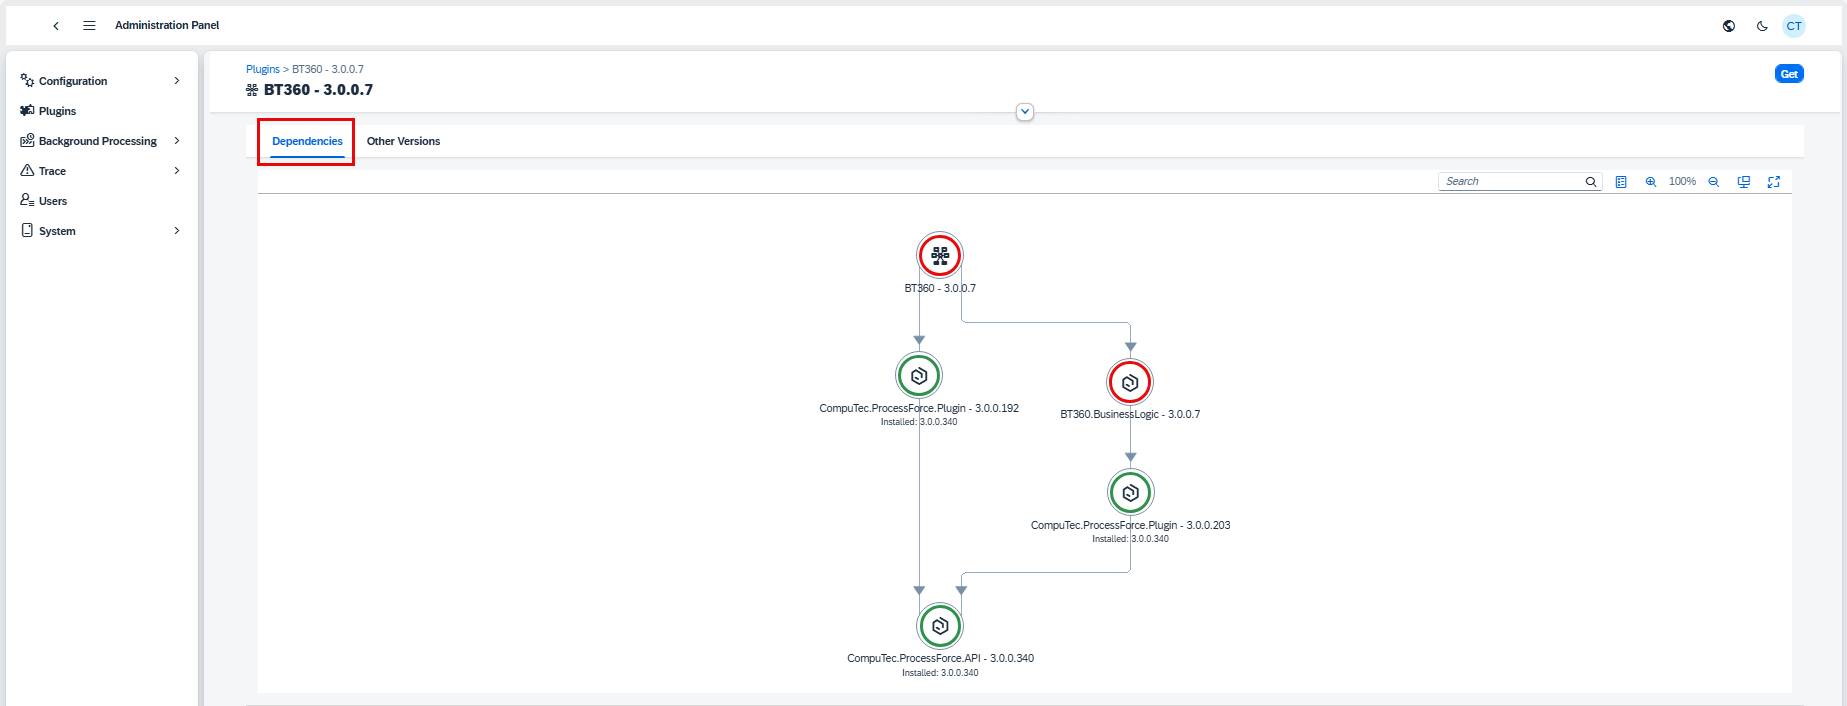 Administration Panel
CT
Configuration
Plugins
Background Processing
Trace
Users
System
Plugins > BT360 - 3.0.0.7
BT360 - 3.0.0.7
Get
Dependencies
Other Versions
Search
100%
BT360 - 3.0.0.7
CompuTec.ProcessForce.Plugin - 3.0.0.192
Installed: 3.0.0.340
BT360.BusinessLogic - 3.0.0.7
CompuTec.ProcessForce.Plugin - 3.0.0.203
Installed: 3.0.0.340
CompuTec.ProcessForce.API - 3.0.0.340
Installed: 3.0.0.340